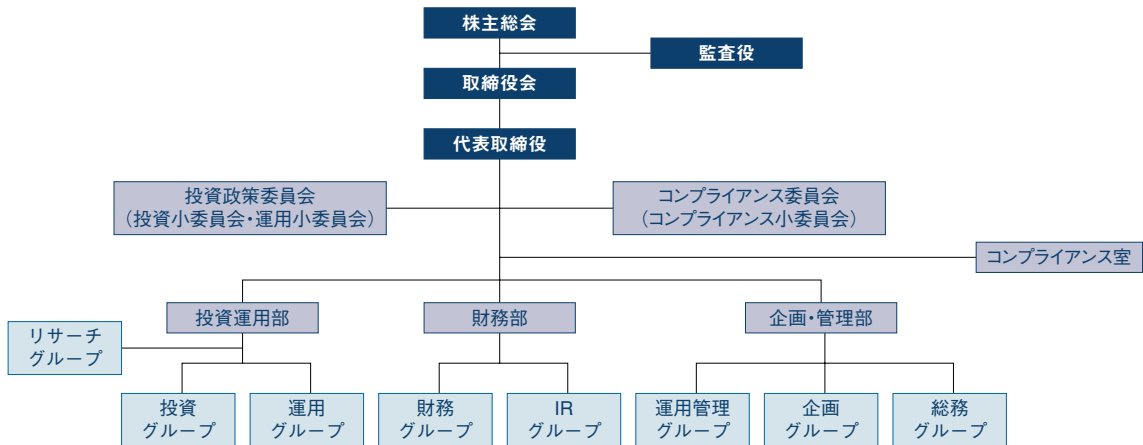 株主総会
監査役
取締役会
代表取締役
投資政策委員会
（投資小委員会・運用小委員会）
コンプライアンス委員会
（コンプライアンス小委員会）
コンプライアンス室
投資運用部
財務部
企画・管理部
リサーチ
グループ
投資
グループ
運用
グループ
財務
グループ
IR
グループ
運用管理
グループ
企画
グループ
総務
グループ